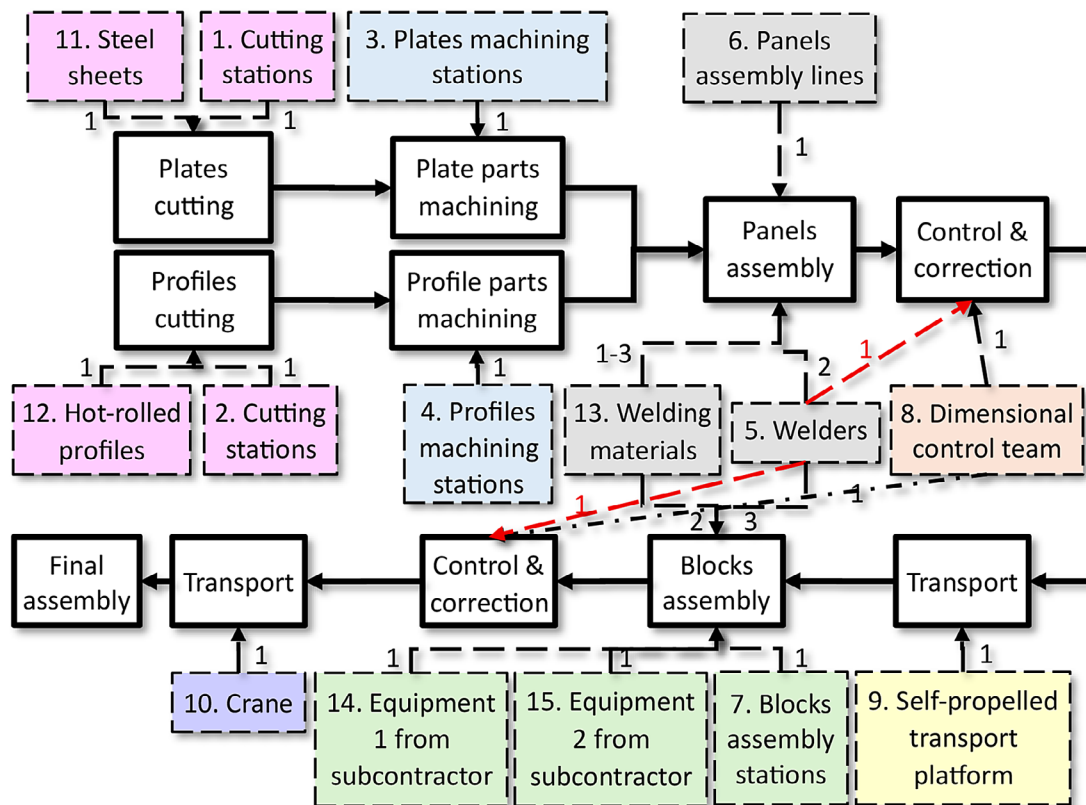 11. Steel
sheets
1. Cutting
stations
3. Plates machining
stations
6. Panels
assembly lines
1
1
1
1
Plates
cutting
Plate parts
machining
Panels
assembly
Control &
correction
Profiles
cutting
Profile parts
machining
1
1
1
1-3
2
1
1
12. Hot-rolled
profiles
2. Cutting
stations
4. Profiles
machining
stations
13. Welding
materials
5. Welders
8. Dimensional
control team
1
2
3
1
Final
assembly
Transport
Control &
correction
Blocks
assembly
Transport
1
1
1
1
1
10. Crane
14. Equipment
1 from
subcontractor
15. Equipment
2 from
subcontractor
7. Blocks
assembly
stations
9. Self-propelled
transport
platform